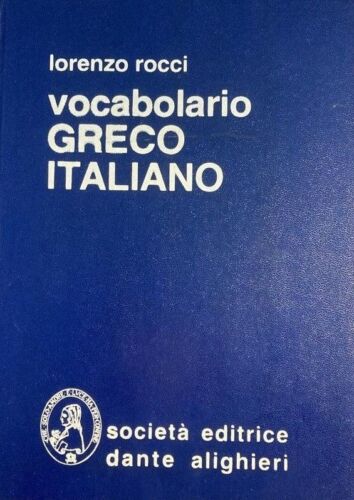 lorenzo rocci
vocabolario
GRECO
ITALIANO
società editrice
dante alighieri